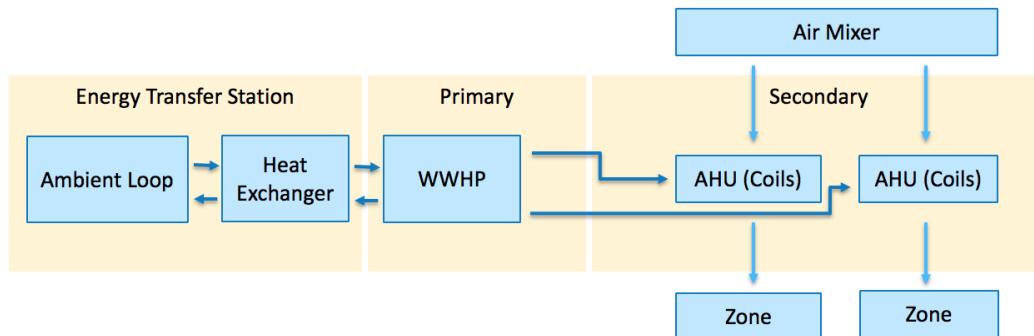 Air Mixer
Energy Transfer Station
Primary
Secondary
Ambient Loop
Heat
Exchanger
WWHP
AHU (Coils)
AHU (Coils)
Zone
Zone